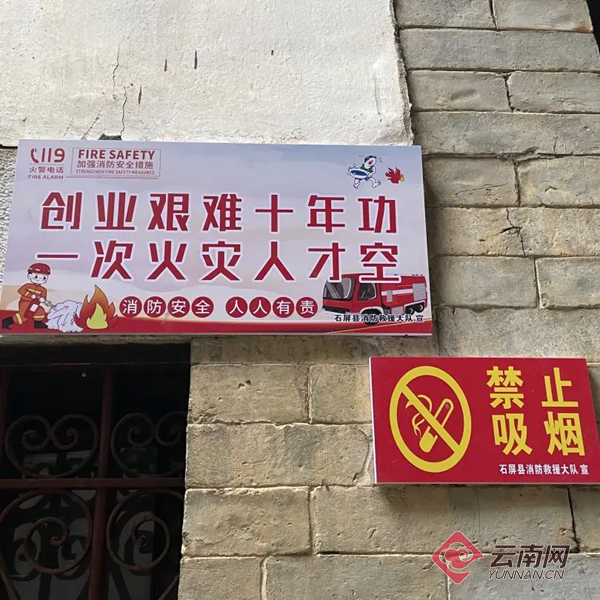 119
火警电话
FIRE ALARM
FIRE SAFETY
加强消防安全措施
STRENGTHEN FIRE SAFETY MEASURES
创业艰难十年功
一次火灾人才空
消防安全 人人有责
石屏县消防救援大队 宣
禁止
吸烟
石屏县消防救援大队 宣
云南网
YUNNAN.CN